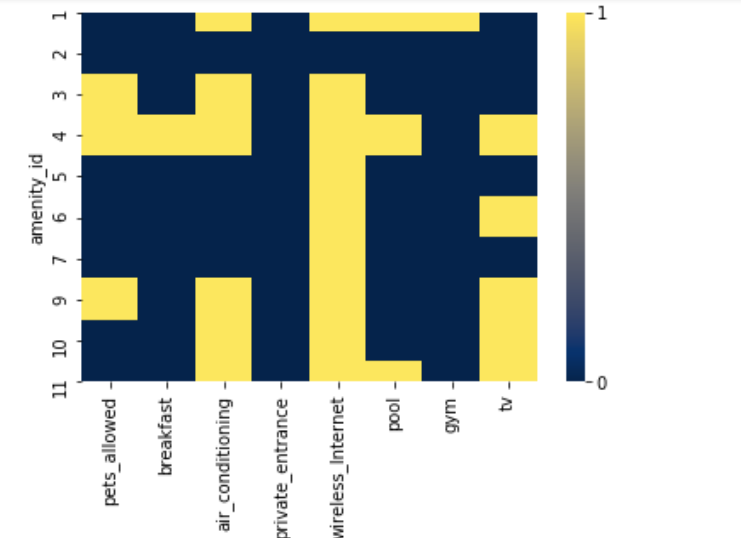 1
2
3
4
5
6
7
9
10
11
amenity_id
pets_allowed
breakfast
air_conditioning
private_entrance
wireless_Internet
pool
gym
tv
1
0